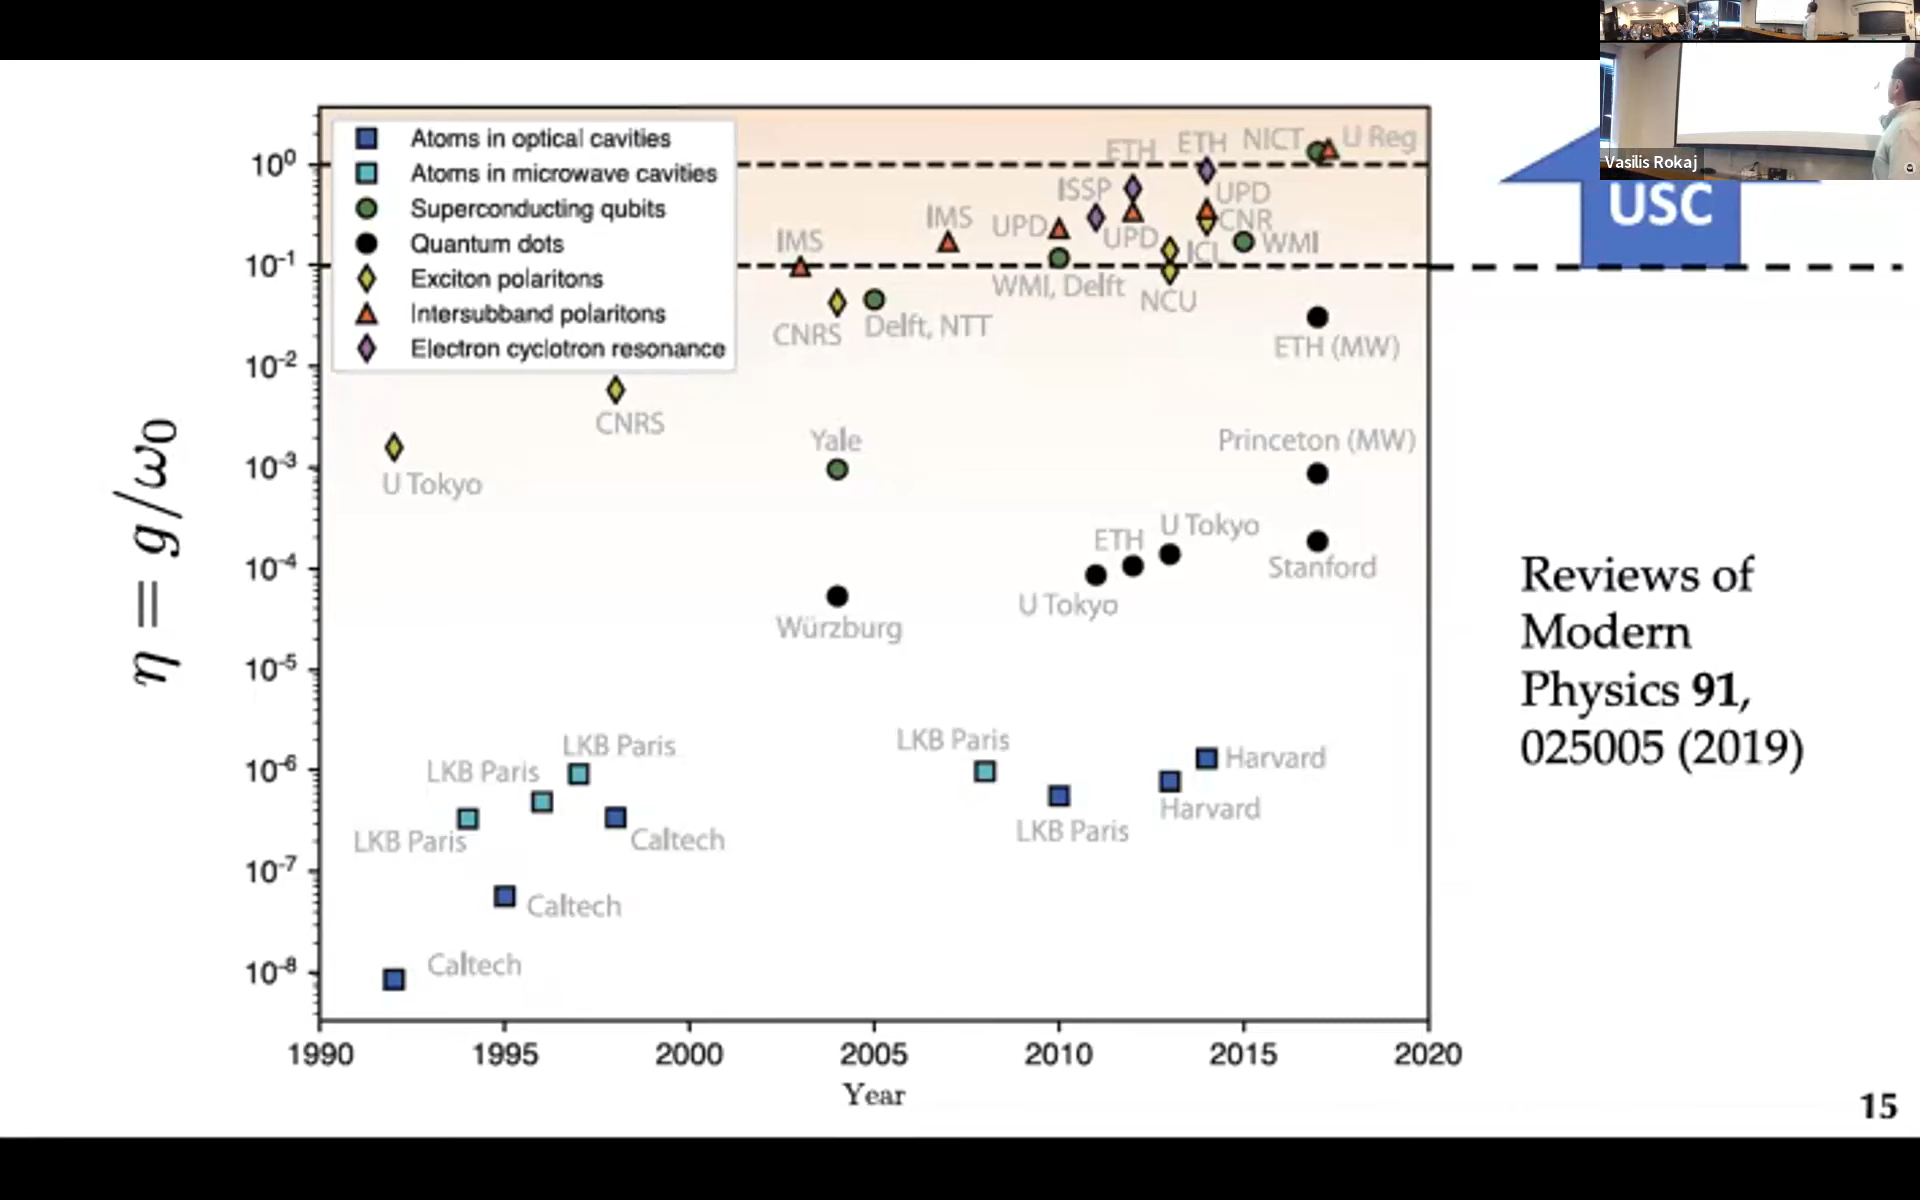 Vasilis Rokaj
USC
Atoms in optical cavities
Atoms in microwave cavities
Superconducting qubits
Quantum dots
Exciton polaritons
Intersubband polaritons
Electron cyclotron resonance
η = g/ω₀
10⁰
10⁻¹
10⁻²
10⁻³
10⁻⁴
10⁻⁵
10⁻⁶
10⁻⁷
10⁻⁸
ETH
ETH
NICT
U Reg
ISSP
UPD
IMS
IMS
UPD
UPD
CNR
ICL
WMI
WMI, Delft
NCU
CNRS
Delft, NTT
ETH (MW)
CNRS
U Tokyo
Yale
Princeton (MW)
ETH
U Tokyo
U Tokyo
Stanford
Würzburg
LKB Paris
LKB Paris
LKB Paris
Caltech
Caltech
Caltech
LKB Paris
LKB Paris
Harvard
Harvard
1990
1995
2000
2005
2010
2015
2020
Year
Reviews of
Modern
Physics 91,
025005 (2019)
15